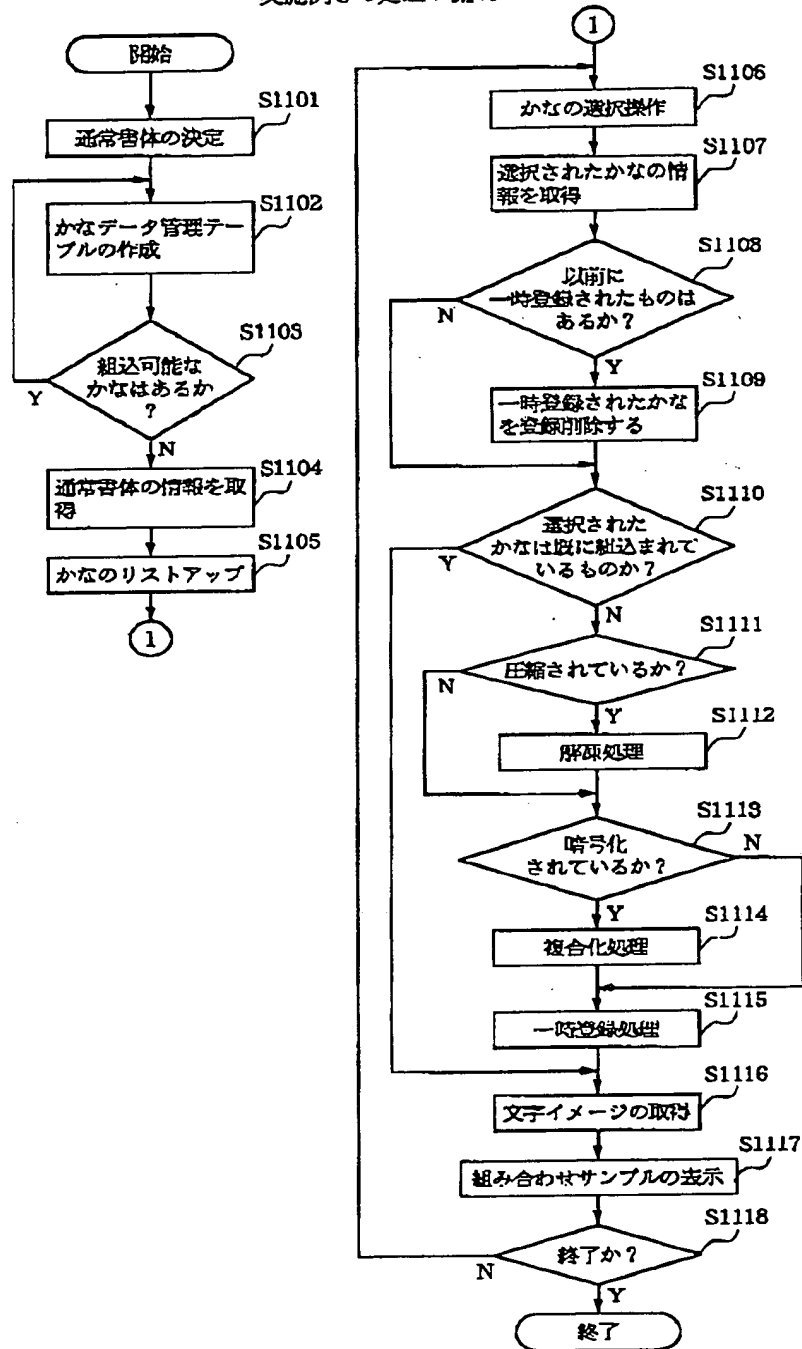 開始
S1101
通常書体の決定
S1102
かなデータ管理テー
ブルの作成
S1103
組込可能な
かなはあるか
?
Y
N
S1104
通常書体の情報を取
得
S1105
かなのリストアップ
1
1
S1106
かなの選択操作
S1107
選択されたかなの情
報を取得
S1108
以前に
一時登録されたものは
あるか?
N
Y
S1109
一時登録されたかな
を登録削除する
S1110
選択された
かなは既に組込まれて
いるものか?
Y
N
S1111
圧縮されているか?
N
Y
S1112
解凍処理
S1113
暗号化
されているか?
N
Y
S1114
複合化処理
S1115
一時登録処理
S1116
文字イメージの取得
S1117
組み合わせサンプルの表示
S1118
終了か?
N
Y
終了